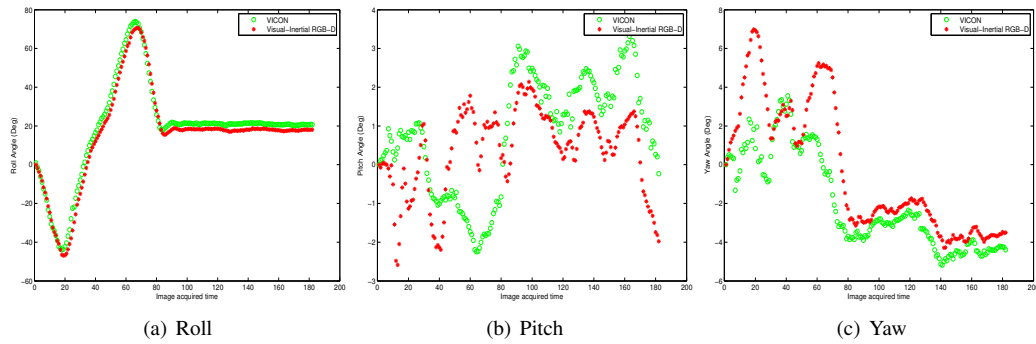 80
60
40
20
0
−20
−40
−60
Roll Angle (Deg)
0 20 40 60 80 100 120 140 160 180 200
Image acquired time
VICON
Visual−Inertial RGB−D
(a) Roll
4
3
2
1
0
−1
−2
−3
Pitch Angle (Deg)
0 20 40 60 80 100 120 140 160 180 200
Image acquired time
VICON
Visual−Inertial RGB−D
(b) Pitch
8
6
4
2
0
−2
−4
−6
Yaw Angle (Deg)
0 20 40 60 80 100 120 140 160 180 200
Image acquired time
VICON
Visual−Inertial RGB−D
(c) Yaw